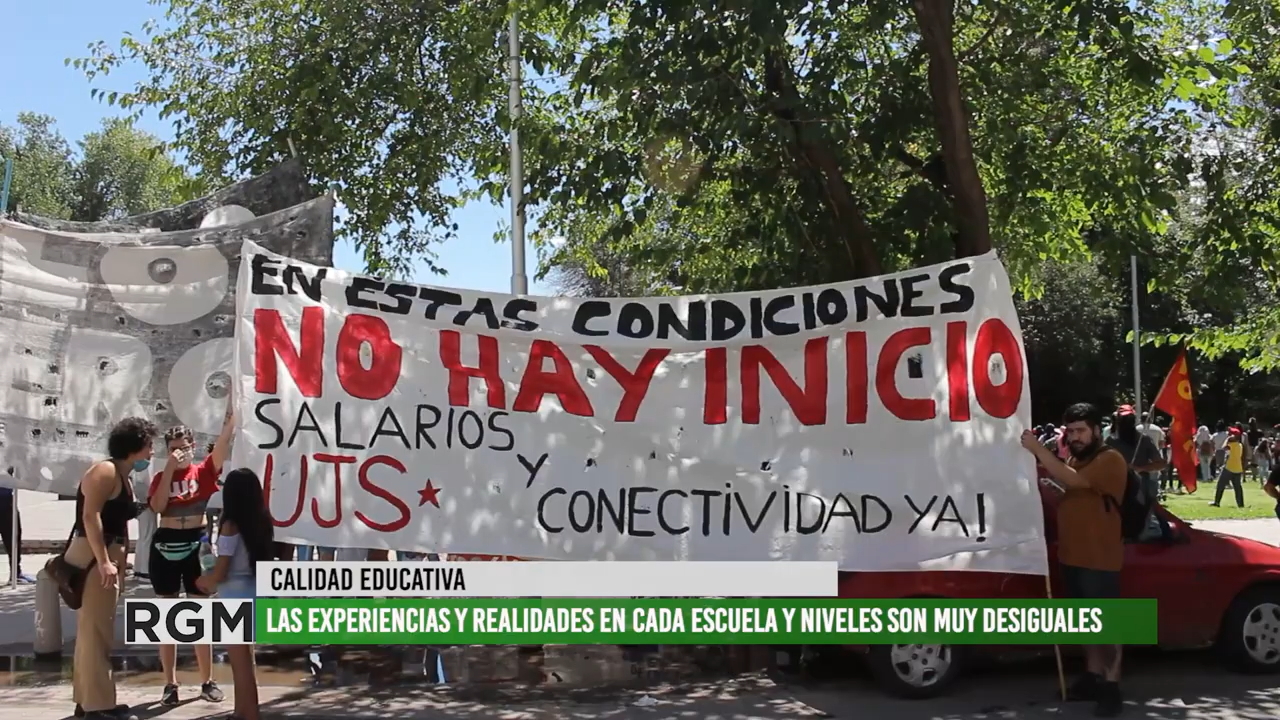 EN ESTAS CONDICIONES
NO HAY INICIO
SALARIOS
Y
CONECTIVIDAD YA!
UJS
UJS
CALIDAD EDUCATIVA
RGM
LAS EXPERIENCIAS Y REALIDADES EN CADA ESCUELA Y NIVELES SON MUY DESIGUALES